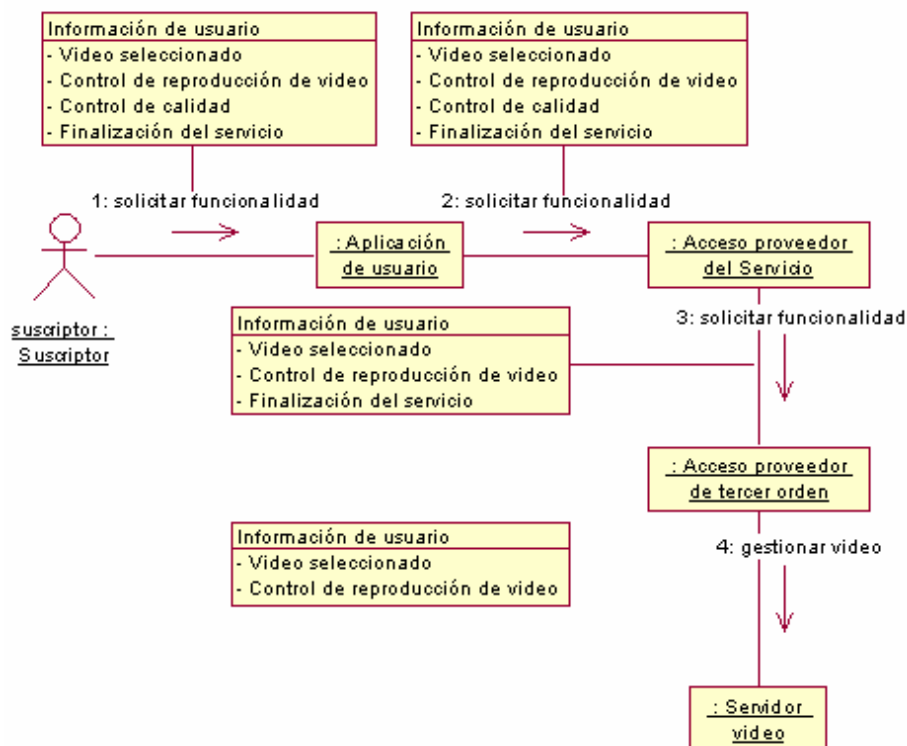 Información de usuario
- Video seleccionado
- Control de reproducción de video
- Control de calidad
- Finalización del servicio
Información de usuario
- Video seleccionado
- Control de reproducción de video
- Control de calidad
- Finalización del servicio
1: solicitar funcionalidad
2: solicitar funcionalidad
suscriptor :
Suscriptor
: Aplicación
de usuario
: Acceso proveedor
del Servicio
3: solicitar funcionalidad
Información de usuario
- Video seleccionado
- Control de reproducción de video
- Finalización del servicio
: Acceso proveedor
de tercer orden
4: gestionar video
Información de usuario
- Video seleccionado
- Control de reproducción de video
: Servidor
video